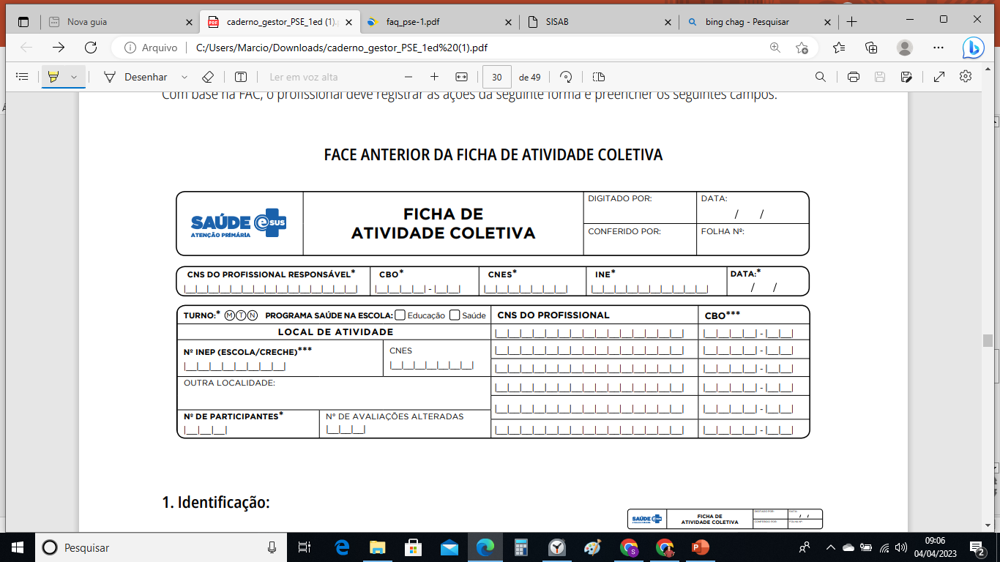 Nova guia
caderno_gestor_PSE_1ed (1).p
faq_pse-1.pdf
SISAB
bing chag - Pesquisar
Arquivo
C:/Users/Marcio/Downloads/caderno_gestor_PSE_1ed%20(1).pdf
Desenhar
Ler em voz alta
30
de 49
Com base na FAC, o profissional deve registrar as ações da seguinte forma e preencher os seguintes campos.
FACE ANTERIOR DA FICHA DE ATIVIDADE COLETIVA
SAÚDE e SUS
ATENÇÃO PRIMÁRIA
FICHA DE
ATIVIDADE COLETIVA
DIGITADO POR:
DATA:
/ /
CONFERIDO POR:
FOLHA Nº:
CNS DO PROFISSIONAL RESPONSÁVEL*
CBO*
CNES*
INE*
DATA:*
/ /
TURNO:* M T N PROGRAMA SAÚDE NA ESCOLA: Educação Saúde
CNS DO PROFISSIONAL
CBO***
LOCAL DE ATIVIDADE
Nº INEP (ESCOLA/CRECHE)***
CNES
OUTRA LOCALIDADE:
Nº DE PARTICIPANTES*
Nº DE AVALIAÇÕES ALTERADAS
1. Identificação:
SAÚDE
FICHA DE
ATIVIDADE COLETIVA
DIGITADO POR:
DATA:
/ /
CONFERIDO POR:
FOLHA Nº:
Pesquisar
09:06
04/04/2023
2